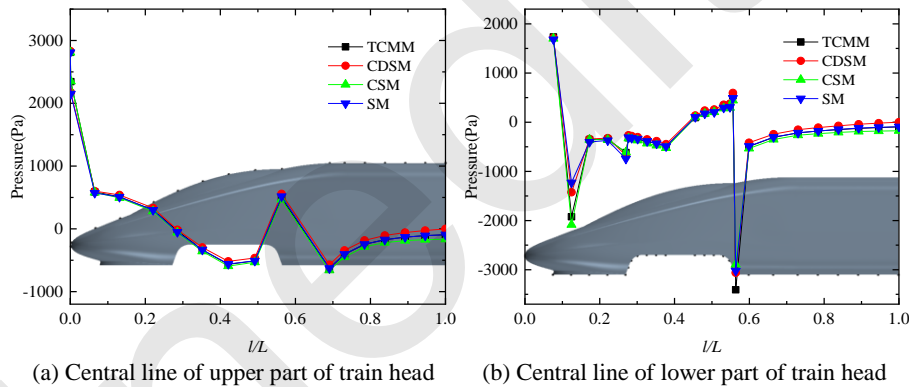 3000
2000
1000
0
-1000
Pressure(Pa)
TCMM
CDSM
CSM
SM
0.0 0.2 0.4 0.6 0.8 1.0
l/L
(a) Central line of upper part of train head
2000
1000
0
-1000
-2000
-3000
Pressure(Pa)
TCMM
CDSM
CSM
SM
0.0 0.2 0.4 0.6 0.8 1.0
l/L
(b) Central line of lower part of train head